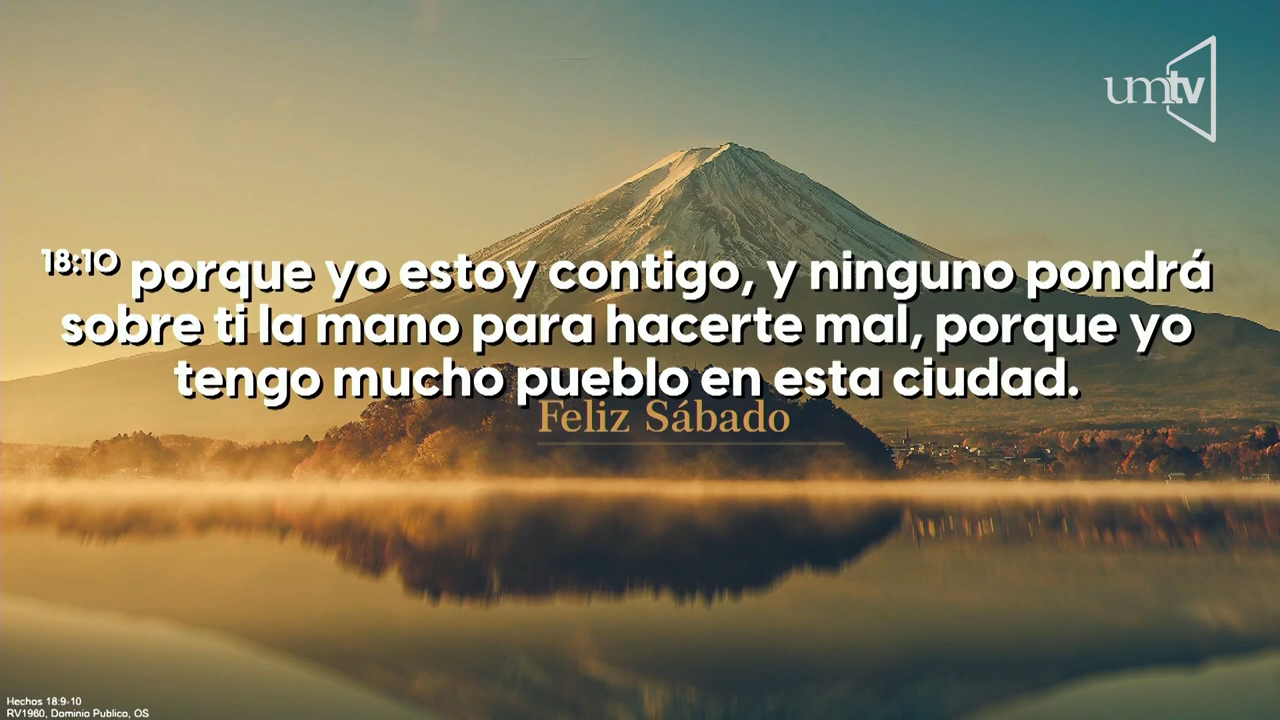 umtv
18:10 porque yo estoy contigo, y ninguno pondrá
sobre ti la mano para hacerte mal, porque yo
tengo mucho pueblo en esta ciudad.
Feliz Sábado
Hechos 18:9-10
RV1960, Dominio Publico, OS